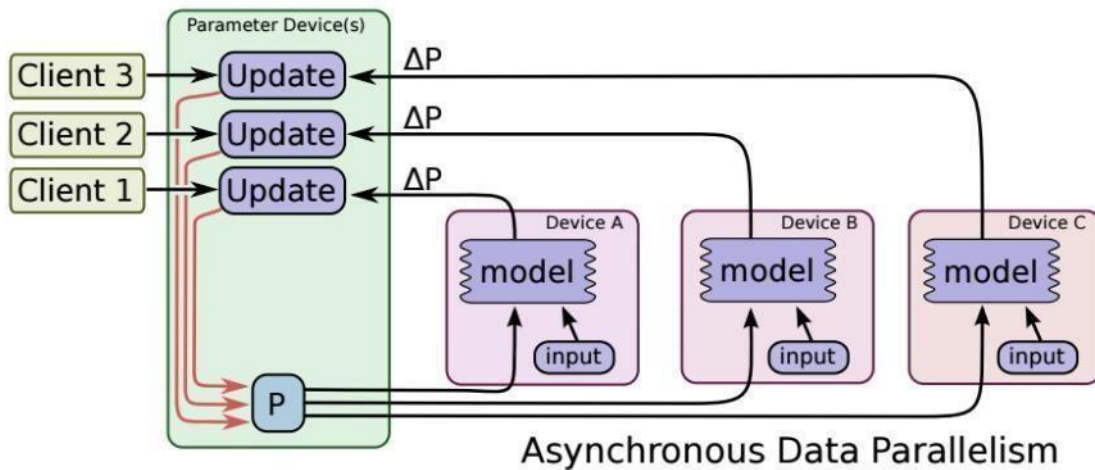 Parameter Device(s)
Client 3
Update
ΔP
Client 2
Update
ΔP
Client 1
Update
ΔP
Device A
Device B
Device C
model
model
model
input
input
input
P
Asynchronous Data Parallelism